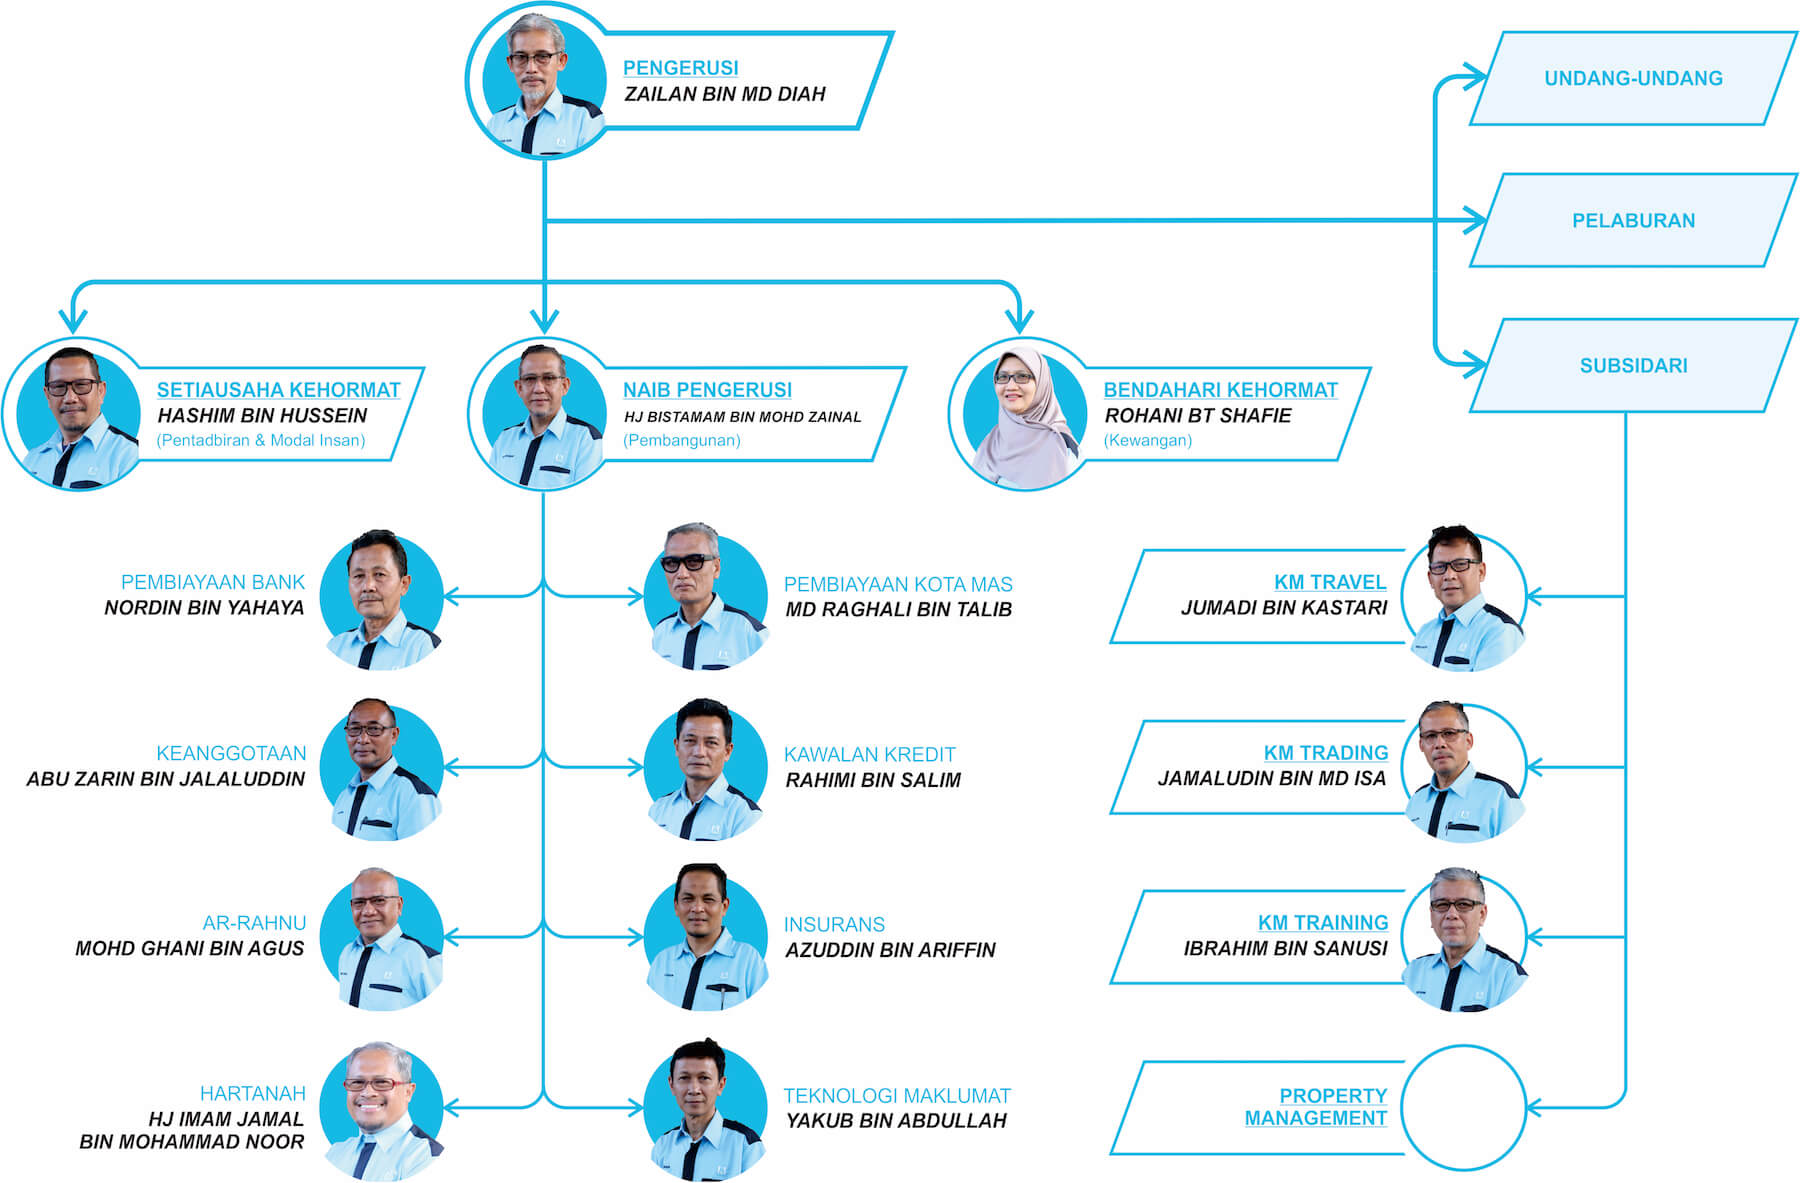 PENGERUSI
ZAILAN BIN MD DIAH
UNDANG-UNDANG
PELABURAN
SUBSIDARI
SETIAUSAHA KEHORMAT
HASHIM BIN HUSSEIN
(Pentadbiran & Modal Insan)
NAIB PENGERUSI
HJ BISTAMAM BIN MOHD ZAINAL
(Pembangunan)
BENDAHARI KEHORMAT
ROHANI BT SHAFIE
(Kewangan)
PEMBIAYAAN BANK
NORDIN BIN YAHAYA
PEMBIAYAAN KOTA MAS
MD RAGHALI BIN TALIB
KM TRAVEL
JUMADI BIN KASTARI
KEANGGOTAAN
ABU ZARIN BIN JALALUDDIN
KAWALAN KREDIT
RAHIMI BIN SALIM
KM TRADING
JAMALUDIN BIN MD ISA
AR-RAHNU
MOHD GHANI BIN AGUS
INSURANS
AZUDDIN BIN ARIFFIN
KM TRAINING
IBRAHIM BIN SANUSI
HARTANAH
HJ IMAM JAMAL
BIN MOHAMMAD NOOR
TEKNOLOGI MAKLUMAT
YAKUB BIN ABDULLAH
PROPERTY
MANAGEMENT